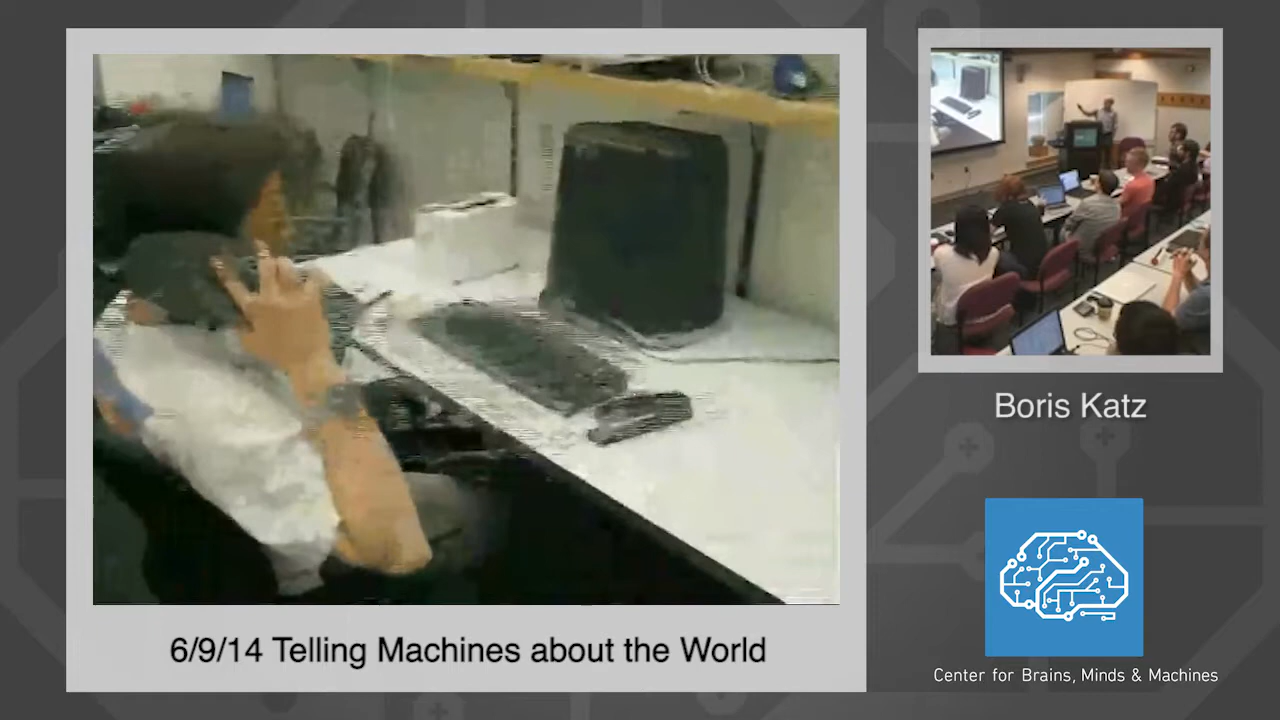 6/9/14 Telling Machines about the World
Boris Katz
Center for Brains, Minds & Machines